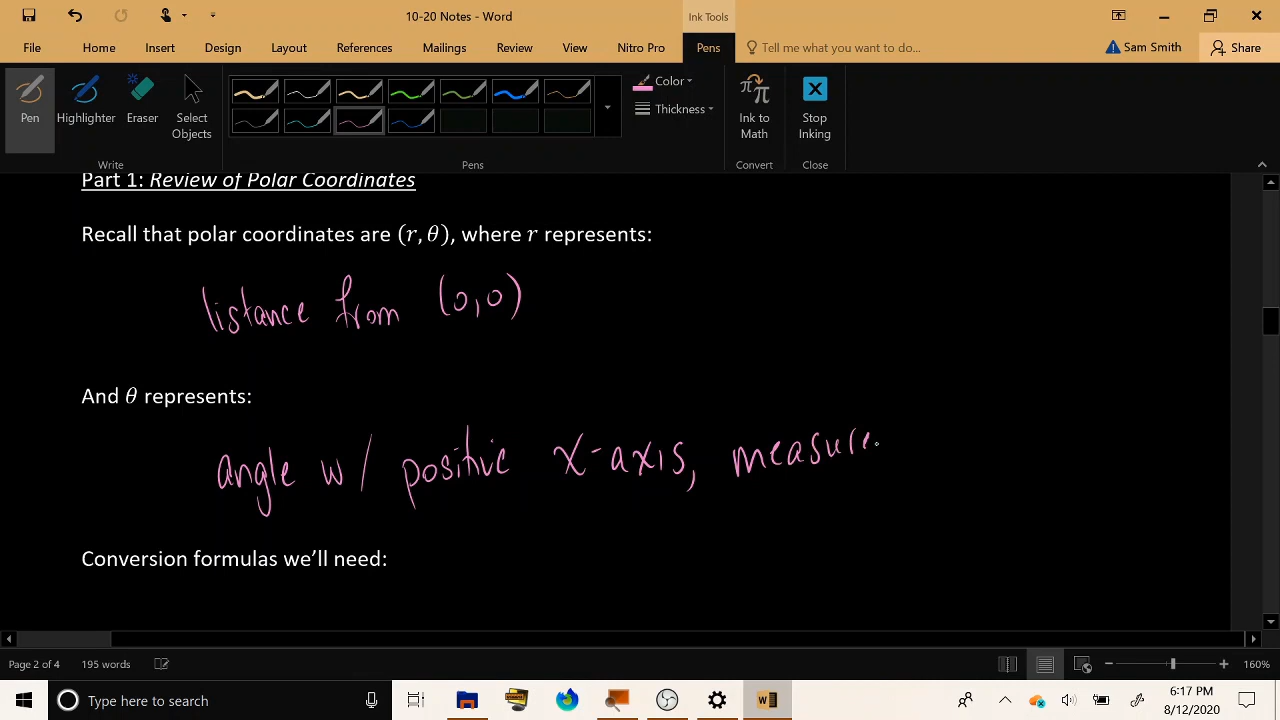 10-20 Notes - Word
Ink Tools
File Home Insert Design Layout References Mailings Review View Nitro Pro Pens Tell me what you want to do... Sam Smith Share
Pen Highlighter Eraser Select Objects
Color
Thickness
Ink to Math
Stop Inking
Write Pens Convert Close
Part 1: Review of Polar Coordinates
Recall that polar coordinates are (r, θ), where r represents:
distance from (0,0)
And θ represents:
angle w/ positive x-axis, measure
Conversion formulas we'll need:
Page 2 of 4 195 words 160%
Type here to search
6:17 PM
8/12/2020